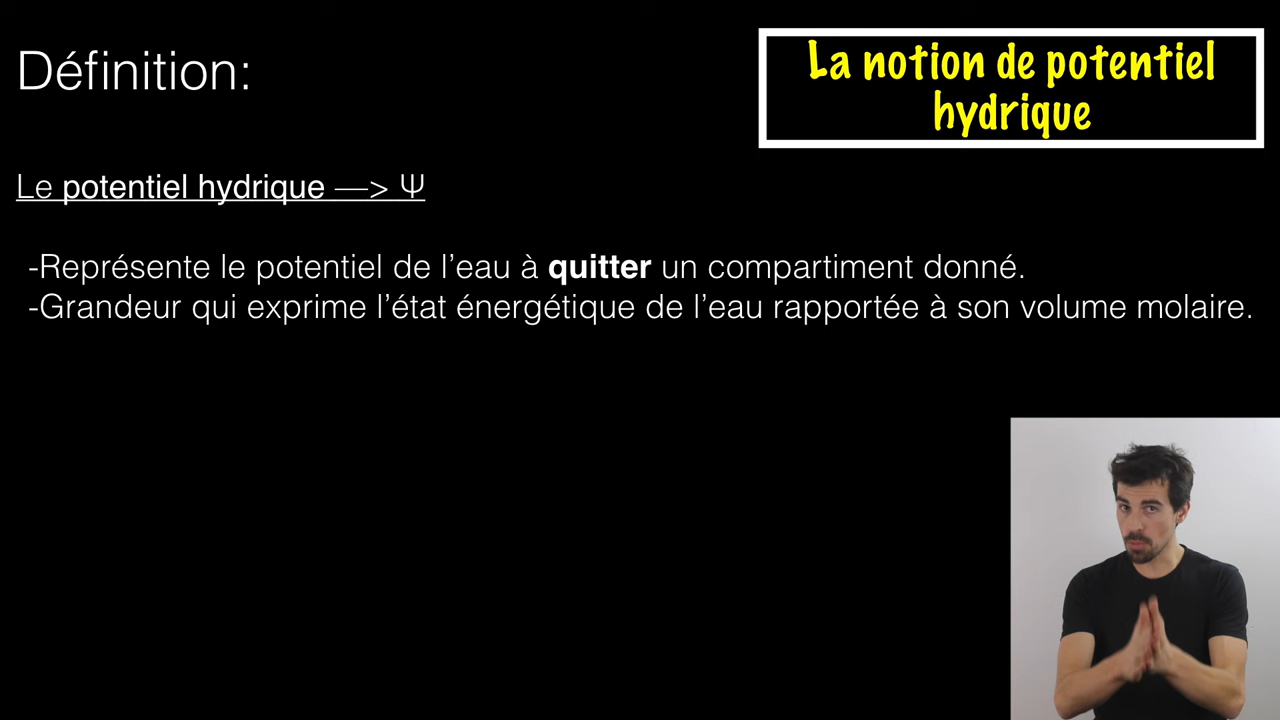 Définition:
La notion de potentiel
hydrique
Le potentiel hydrique —> Ψ
-Représente le potentiel de l’eau à quitter un compartiment donné.
-Grandeur qui exprime l’état énergétique de l’eau rapportée à son volume molaire.